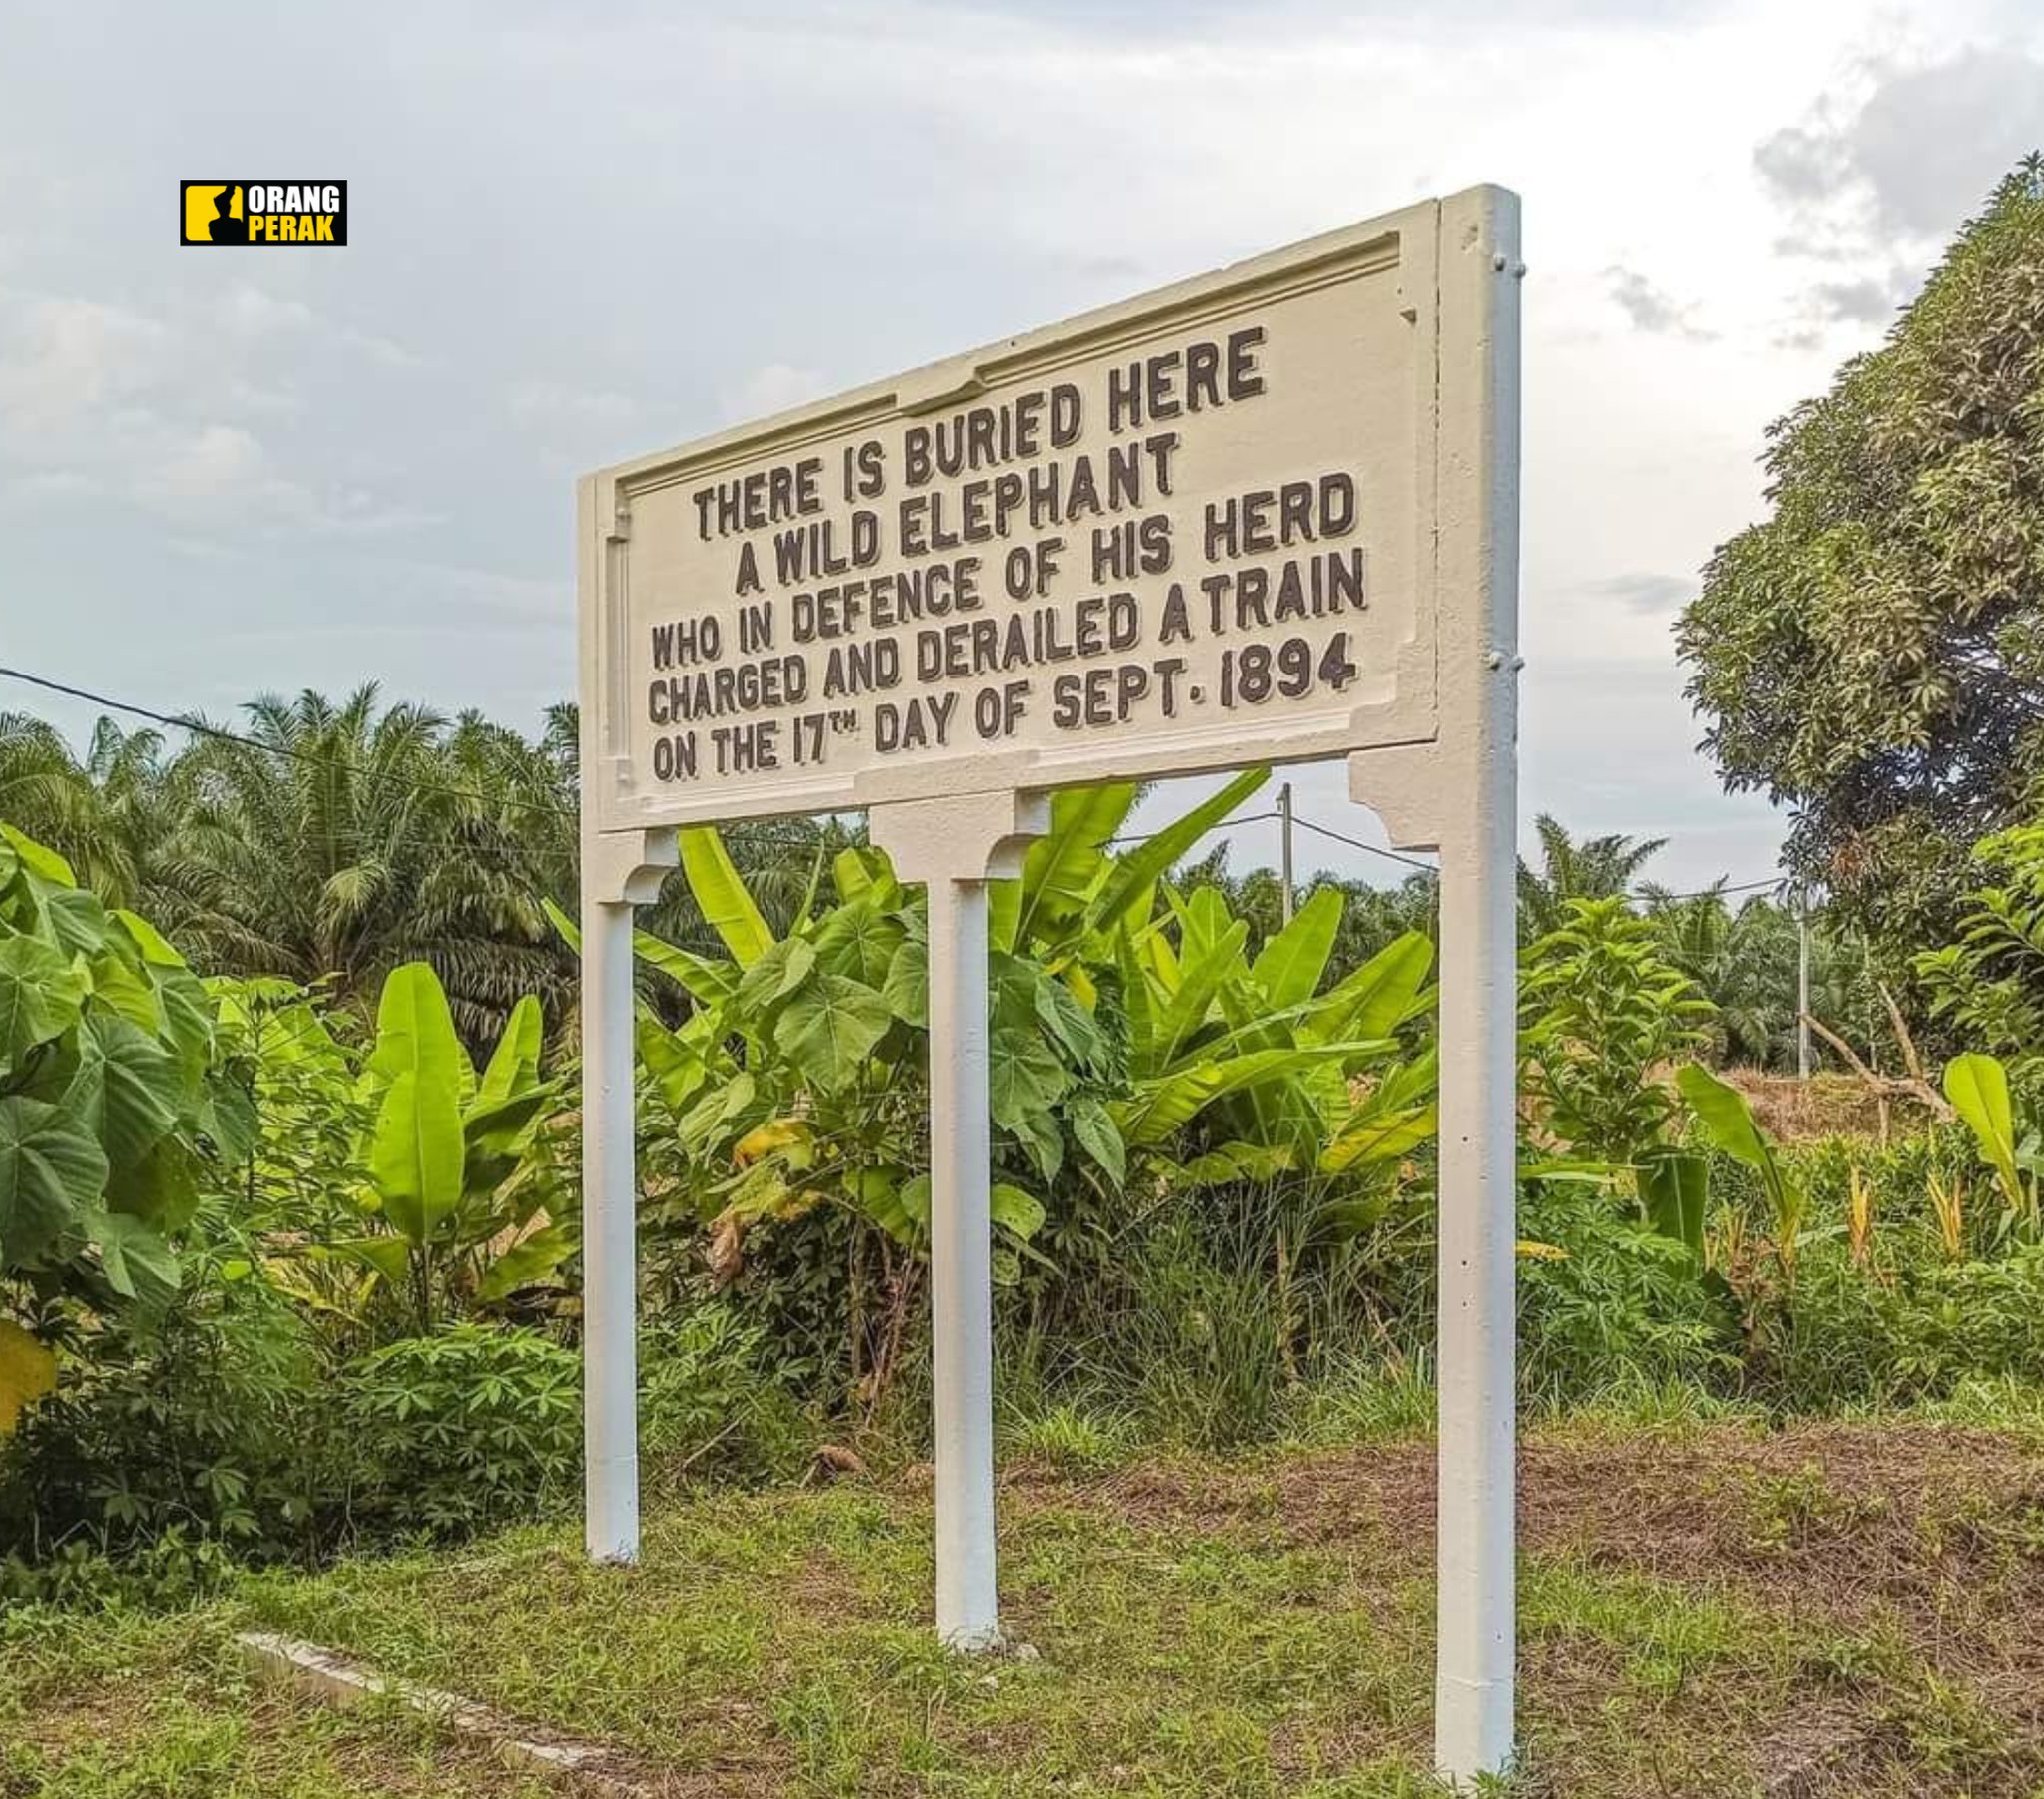 ORANG
PERAK
THERE IS BURIED HERE
A WILD ELEPHANT
WHO IN DEFENCE OF HIS HERD
CHARGED AND DERAILED A TRAIN
ON THE 17TH DAY OF SEPT. 1894